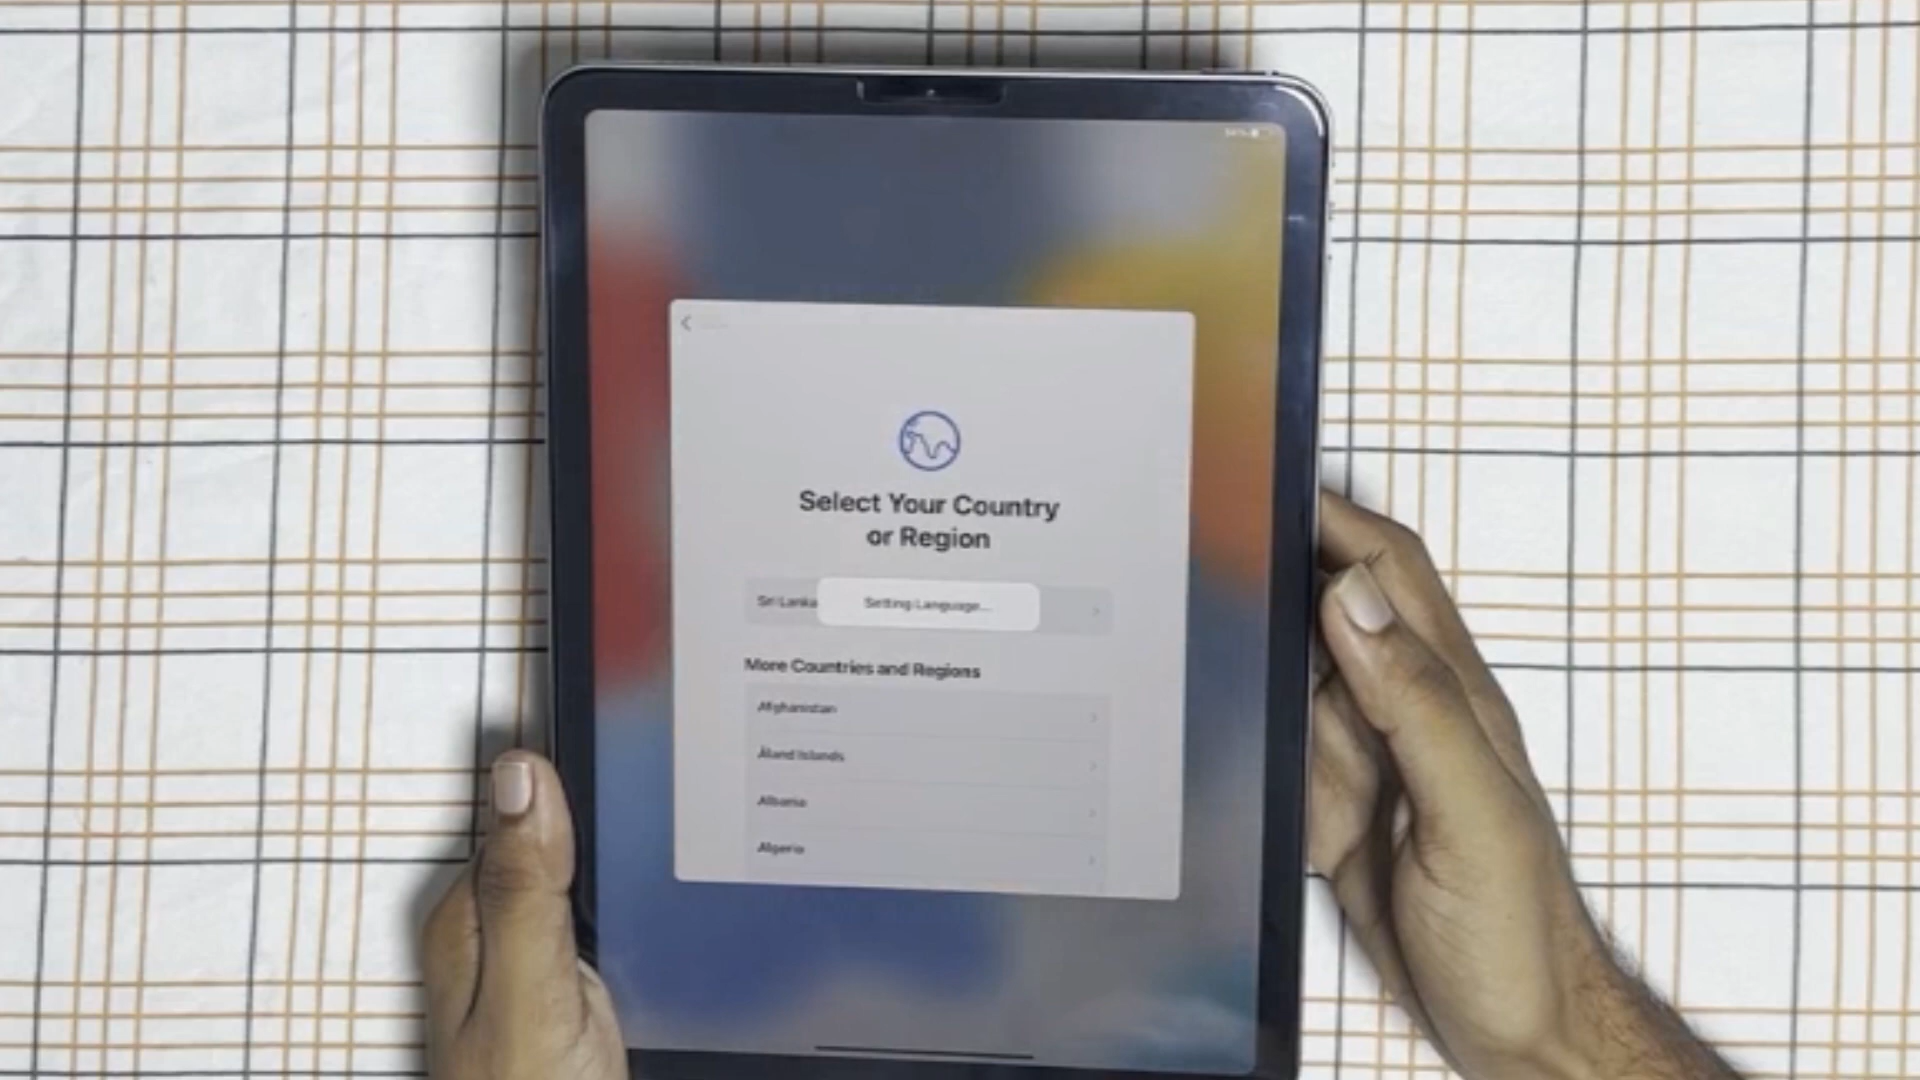 Select Your Country
or Region
Sri Lanka
Setting Language...
More Countries and Regions
Afghanistan
Åland Islands
Albania
Algeria